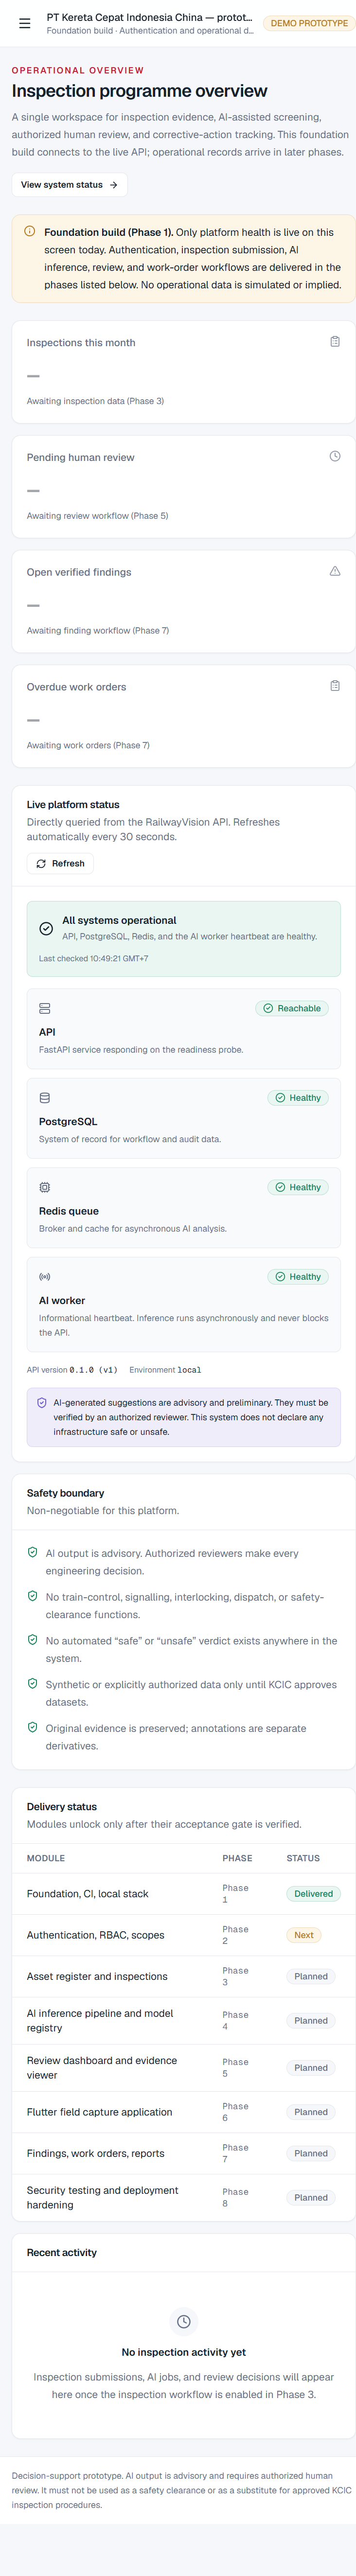 PT Kereta Cepat Indonesia China — protot...
Foundation build · Authentication and operational d...
DEMO PROTOTYPE
OPERATIONAL OVERVIEW
Inspection programme overview
A single workspace for inspection evidence, AI-assisted screening,
authorized human review, and corrective-action tracking. This foundation
build connects to the live API; operational records arrive in later phases.
View system status
Foundation build (Phase 1). Only platform health is live on this
screen today. Authentication, inspection submission, AI
inference, review, and work-order workflows are delivered in the
phases listed below. No operational data is simulated or implied.
Inspections this month
—
Awaiting inspection data (Phase 3)
Pending human review
—
Awaiting review workflow (Phase 5)
Open verified findings
—
Awaiting finding workflow (Phase 7)
Overdue work orders
—
Awaiting work orders (Phase 7)
Live platform status
Directly queried from the RailwayVision API. Refreshes
automatically every 30 seconds.
Refresh
All systems operational
API, PostgreSQL, Redis, and the AI worker heartbeat are healthy.
Last checked 10:49:21 GMT+7
Reachable
API
FastAPI service responding on the readiness probe.
Healthy
PostgreSQL
System of record for workflow and audit data.
Healthy
Redis queue
Broker and cache for asynchronous AI analysis.
Healthy
AI worker
Informational heartbeat. Inference runs asynchronously and never blocks
the API.
API version 0.1.0 (v1) Environment local
AI-generated suggestions are advisory and preliminary. They must be
verified by an authorized reviewer. This system does not declare any
infrastructure safe or unsafe.
Safety boundary
Non-negotiable for this platform.
AI output is advisory. Authorized reviewers make every
engineering decision.
No train-control, signalling, interlocking, dispatch, or safety-
clearance functions.
No automated “safe” or “unsafe” verdict exists anywhere in the
system.
Synthetic or explicitly authorized data only until KCIC approves
datasets.
Original evidence is preserved; annotations are separate
derivatives.
Delivery status
Modules unlock only after their acceptance gate is verified.
MODULE PHASE STATUS
Foundation, CI, local stack Phase 1 Delivered
Authentication, RBAC, scopes Phase 2 Next
Asset register and inspections Phase 3 Planned
AI inference pipeline and model
registry Phase 4 Planned
Review dashboard and evidence
viewer Phase 5 Planned
Flutter field capture application Phase 6 Planned
Findings, work orders, reports Phase 7 Planned
Security testing and deployment
hardening Phase 8 Planned
Recent activity
No inspection activity yet
Inspection submissions, AI jobs, and review decisions will appear
here once the inspection workflow is enabled in Phase 3.
Decision-support prototype. AI output is advisory and requires authorized human
review. It must not be used as a safety clearance or as a substitute for approved KCIC
inspection procedures.